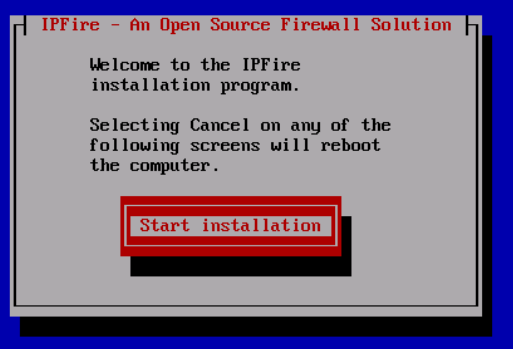 IPFire - An Open Source Firewall Solution
Welcome to the IPFire
installation program.
Selecting Cancel on any of the
following screens will reboot
the computer.
Start installation